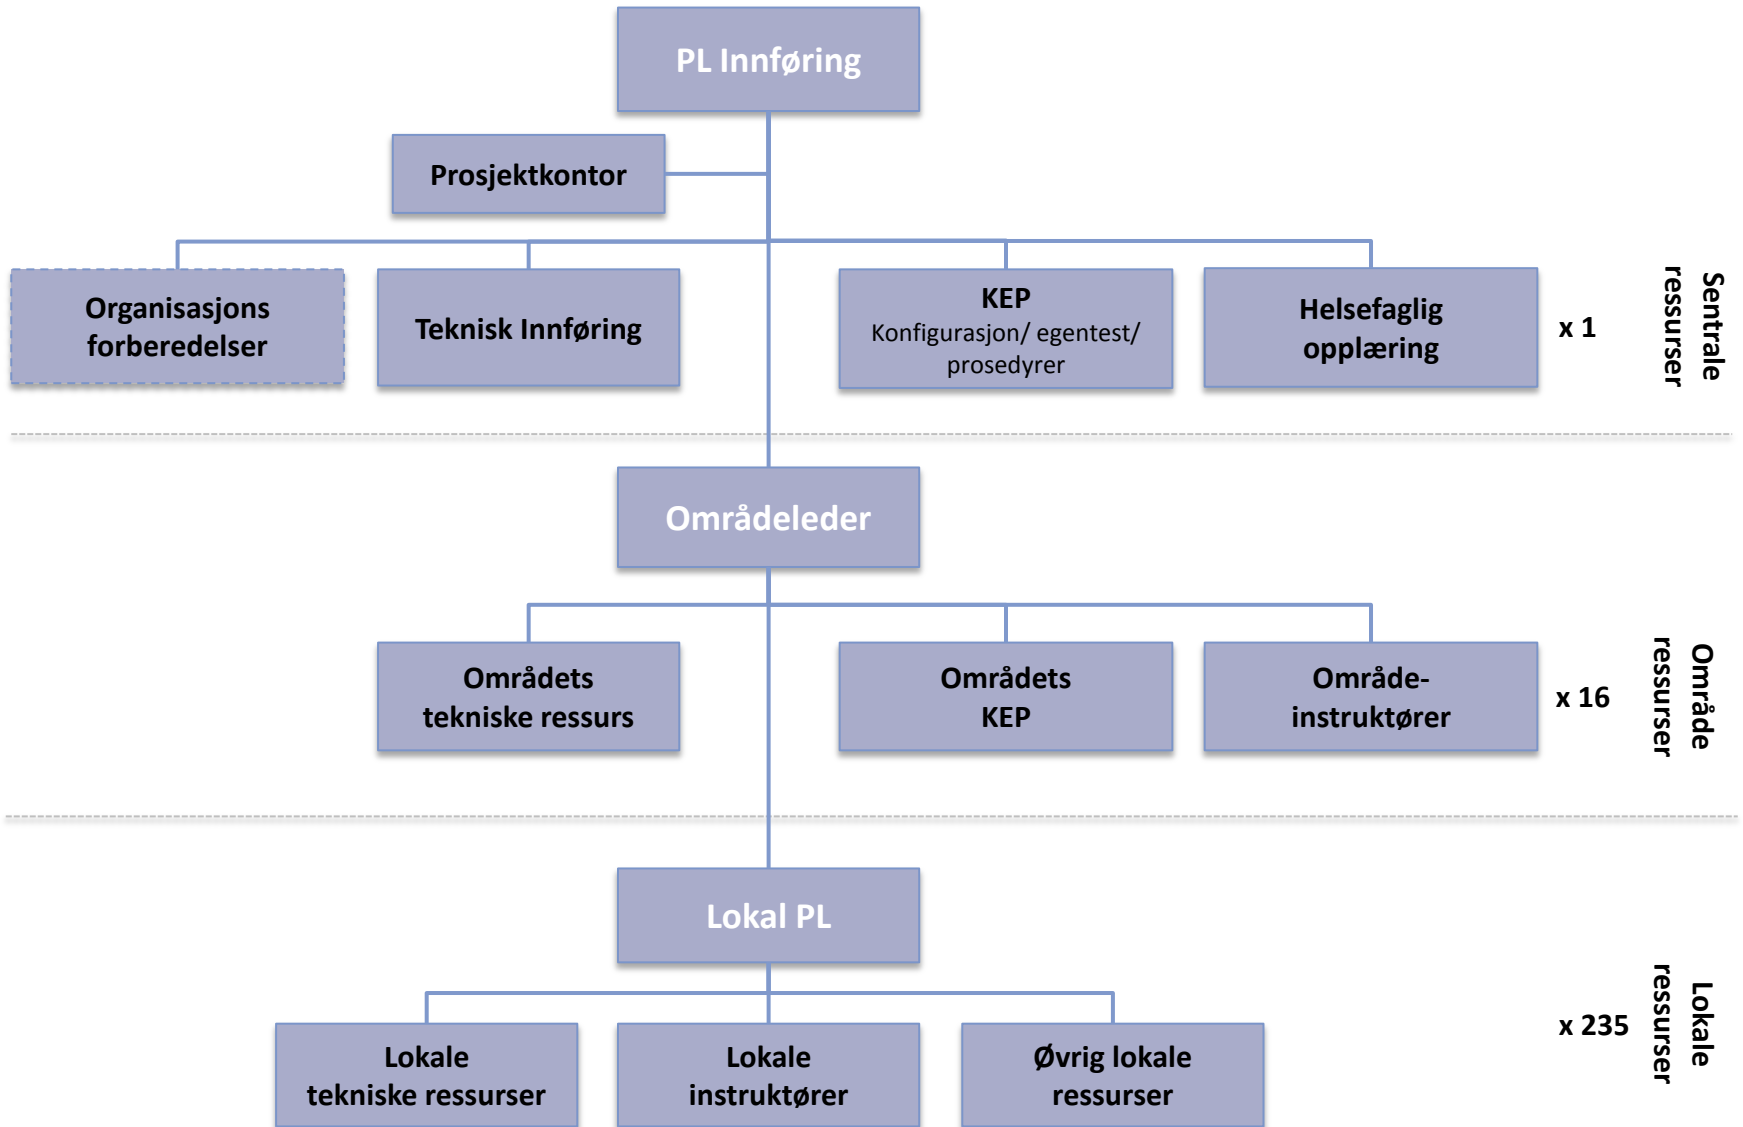 PL Innføring
Prosjektkontor
Organisasjons
forberedelser
Teknisk Innføring
KEP
Konfigurasjon/ egentest/
prosedyrer
Helsefaglig
opplæring
x 1
Sentrale
ressurser
Områdeleder
Områdets
tekniske ressurs
Områdets
KEP
Område-
instruktører
x 16
Område
ressurser
Lokal PL
Lokale
tekniske ressurser
Lokale
instruktører
Øvrig lokale
ressurser
x 235
Lokale
ressurser